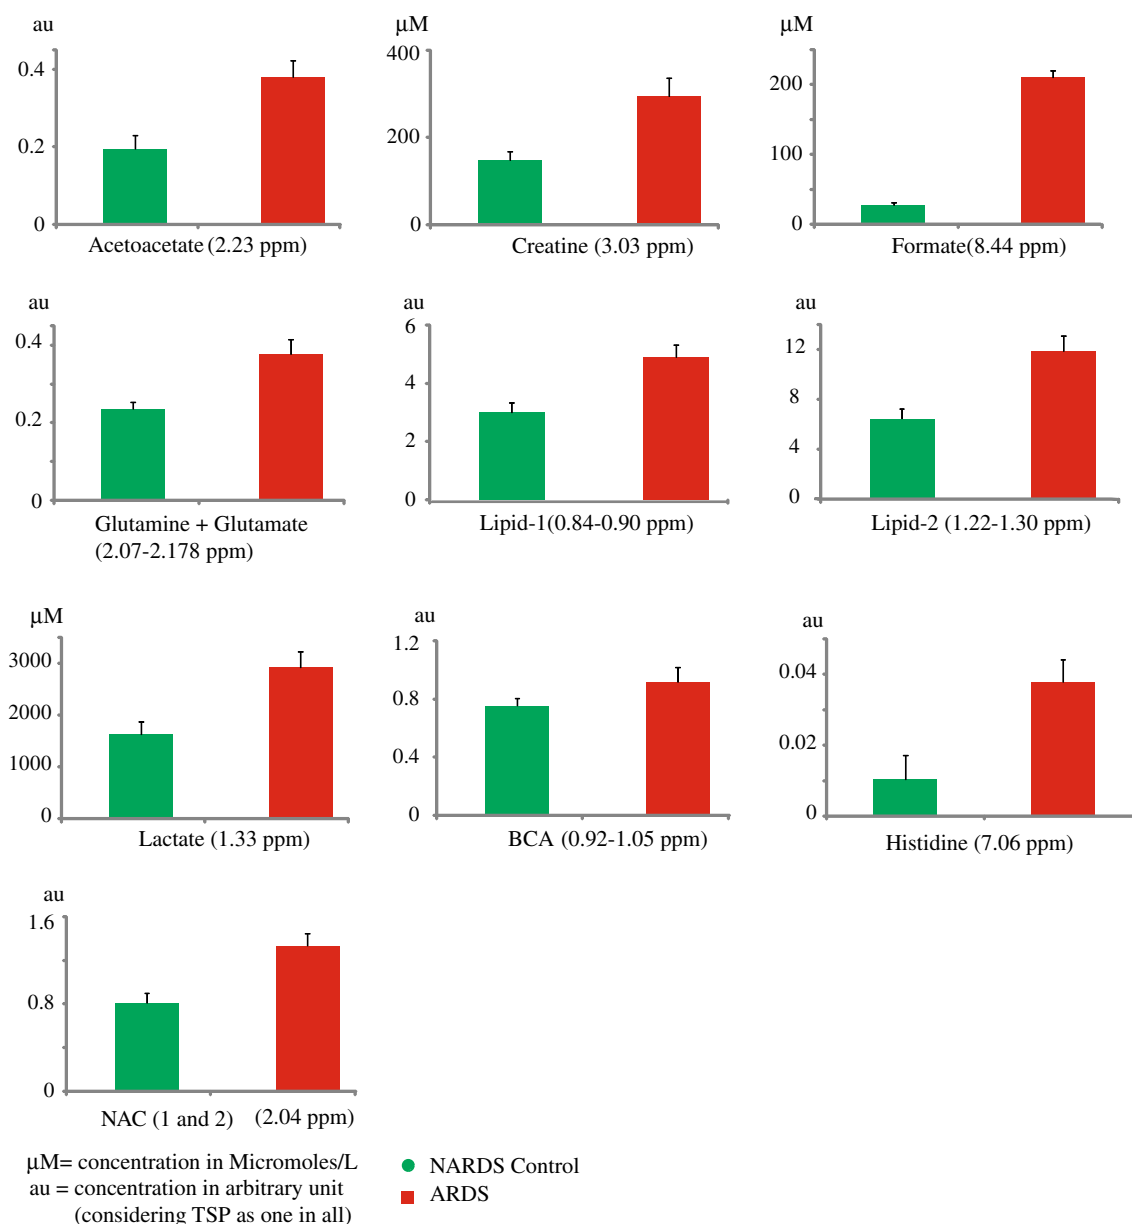 au
0.4
0.2
0
Acetoacetate (2.23 ppm)
μM
400
200
0
Creatine (3.03 ppm)
μM
200
100
0
Formate(8.44 ppm)
au
0.4
0.2
0
Glutamine + Glutamate
(2.07-2.178 ppm)
au
6
4
2
0
Lipid-1(0.84-0.90 ppm)
au
12
8
4
0
Lipid-2 (1.22-1.30 ppm)
μM
3000
2000
1000
0
Lactate (1.33 ppm)
au
1.2
0.8
0.4
0
BCA (0.92-1.05 ppm)
au
0.04
0.02
0
Histidine (7.06 ppm)
au
1.6
0.8
0
NAC (1 and 2) (2.04 ppm)
μM= concentration in Micromoles/L
au = concentration in arbitrary unit
(considering TSP as one in all)
NARDS Control
ARDS